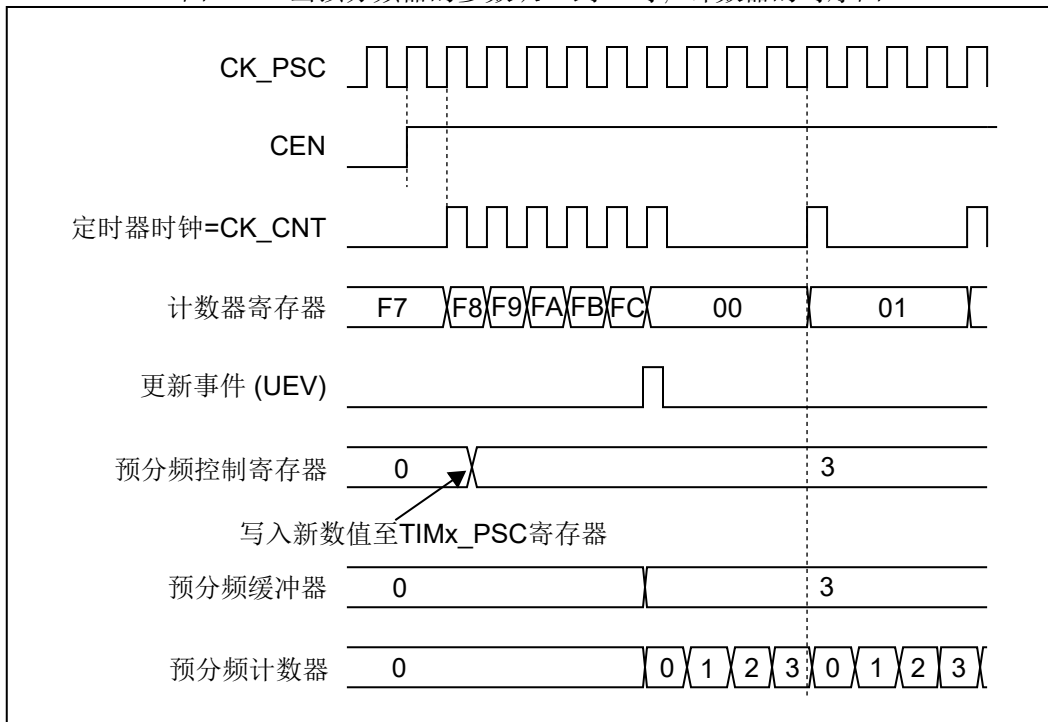 CK_PSC
CEN
定时器时钟=CK_CNT
计数器寄存器 F7 F8 F9 FA FB FC 00 01
更新事件 (UEV)
预分频控制寄存器 0 3
写入新数值至TIMx_PSC寄存器
预分频缓冲器 0 3
预分频计数器 0 0 1 2 3 0 1 2 3